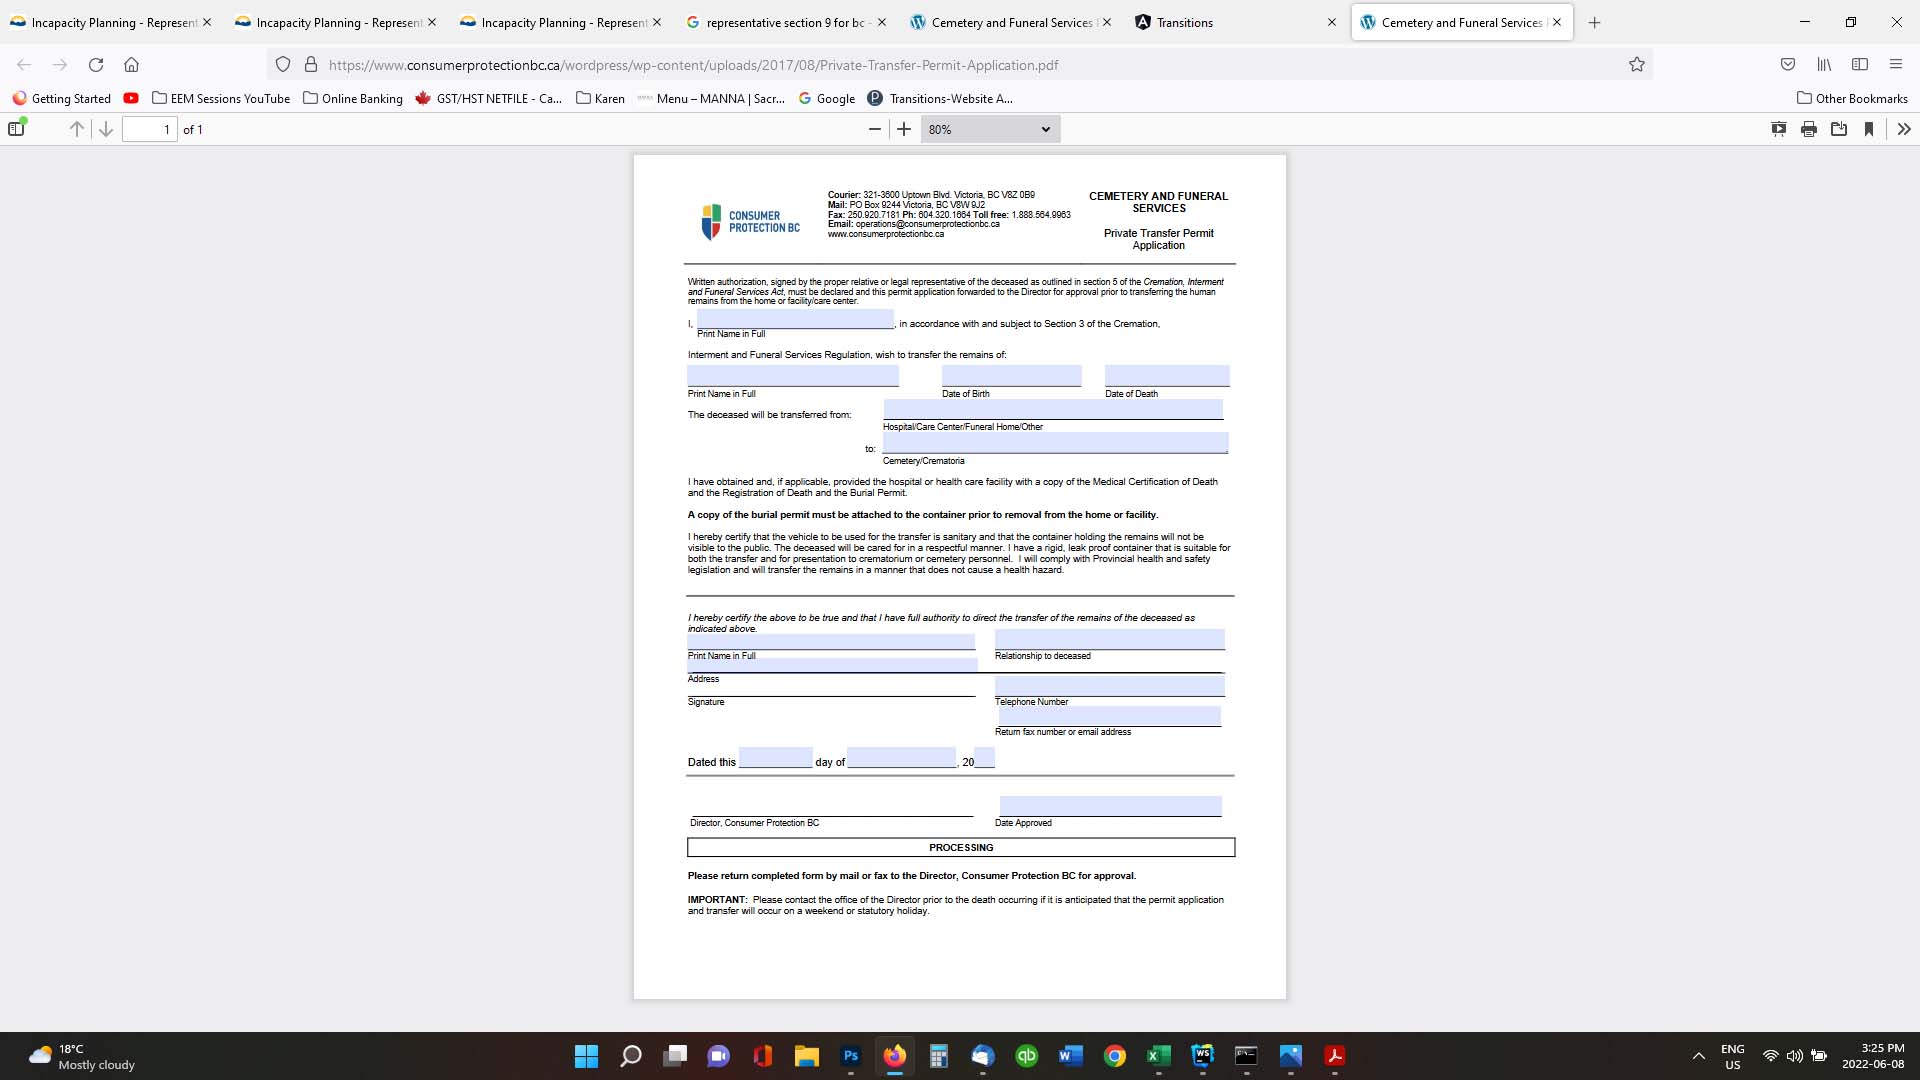 Incapacity Planning - Represent
Incapacity Planning - Represent
Incapacity Planning - Represent
representative section 9 for bc -
Cemetery and Funeral Services
Transitions
Cemetery and Funeral Services
https://www.consumerprotectionbc.ca/wordpress/wp-content/uploads/2017/08/Private-Transfer-Permit-Application.pdf
Getting Started
EEM Sessions YouTube
Online Banking
GST/HST NETFILE - Ca...
Karen
Menu – MANNA | Sacr...
Google
Transitions-Website A...
Other Bookmarks
1 of 1
80%
CONSUMER
PROTECTION BC
Courier: 321-3600 Uptown Blvd. Victoria, BC V8Z 0B9
Mail: PO Box 9244 Victoria, BC V8W 9J2
Fax: 250.920.7181 Ph: 604.320.1664 Toll free: 1.888.564.9963
Email: operations@consumerprotectionbc.ca
www.consumerprotectionbc.ca
CEMETERY AND FUNERAL
SERVICES
Private Transfer Permit
Application
Written authorization, signed by the proper relative or legal representative of the deceased as outlined in section 5 of the Cremation, Interment
and Funeral Services Act, must be declared and this permit application forwarded to the Director for approval prior to transferring the human
remains from the home or facility/care center.
I, , in accordance with and subject to Section 3 of the Cremation,
Print Name in Full
Interment and Funeral Services Regulation, wish to transfer the remains of:
Print Name in Full Date of Birth Date of Death
The deceased will be transferred from:
Hospital/Care Center/Funeral Home/Other
to:
Cemetery/Crematoria
I have obtained and, if applicable, provided the hospital or health care facility with a copy of the Medical Certification of Death
and the Registration of Death and the Burial Permit.
A copy of the burial permit must be attached to the container prior to removal from the home or facility.
I hereby certify that the vehicle to be used for the transfer is sanitary and that the container holding the remains will not be
visible to the public. The deceased will be cared for in a respectful manner. I have a rigid, leak proof container that is suitable for
both the transfer and for presentation to crematorium or cemetery personnel. I will comply with Provincial health and safety
legislation and will transfer the remains in a manner that does not cause a health hazard.
I hereby certify the above to be true and that I have full authority to direct the transfer of the remains of the deceased as
indicated above.
Print Name in Full Relationship to deceased
Address
Signature Telephone Number
Return fax number or email address
Dated this day of , 20
Director, Consumer Protection BC Date Approved
PROCESSING
Please return completed form by mail or fax to the Director, Consumer Protection BC for approval.
IMPORTANT: Please contact the office of the Director prior to the death occurring if it is anticipated that the permit application
and transfer will occur on a weekend or statutory holiday.
18°C
Mostly cloudy
Ps
qb
W
WS
ENG
US
3:25 PM
2022-06-08